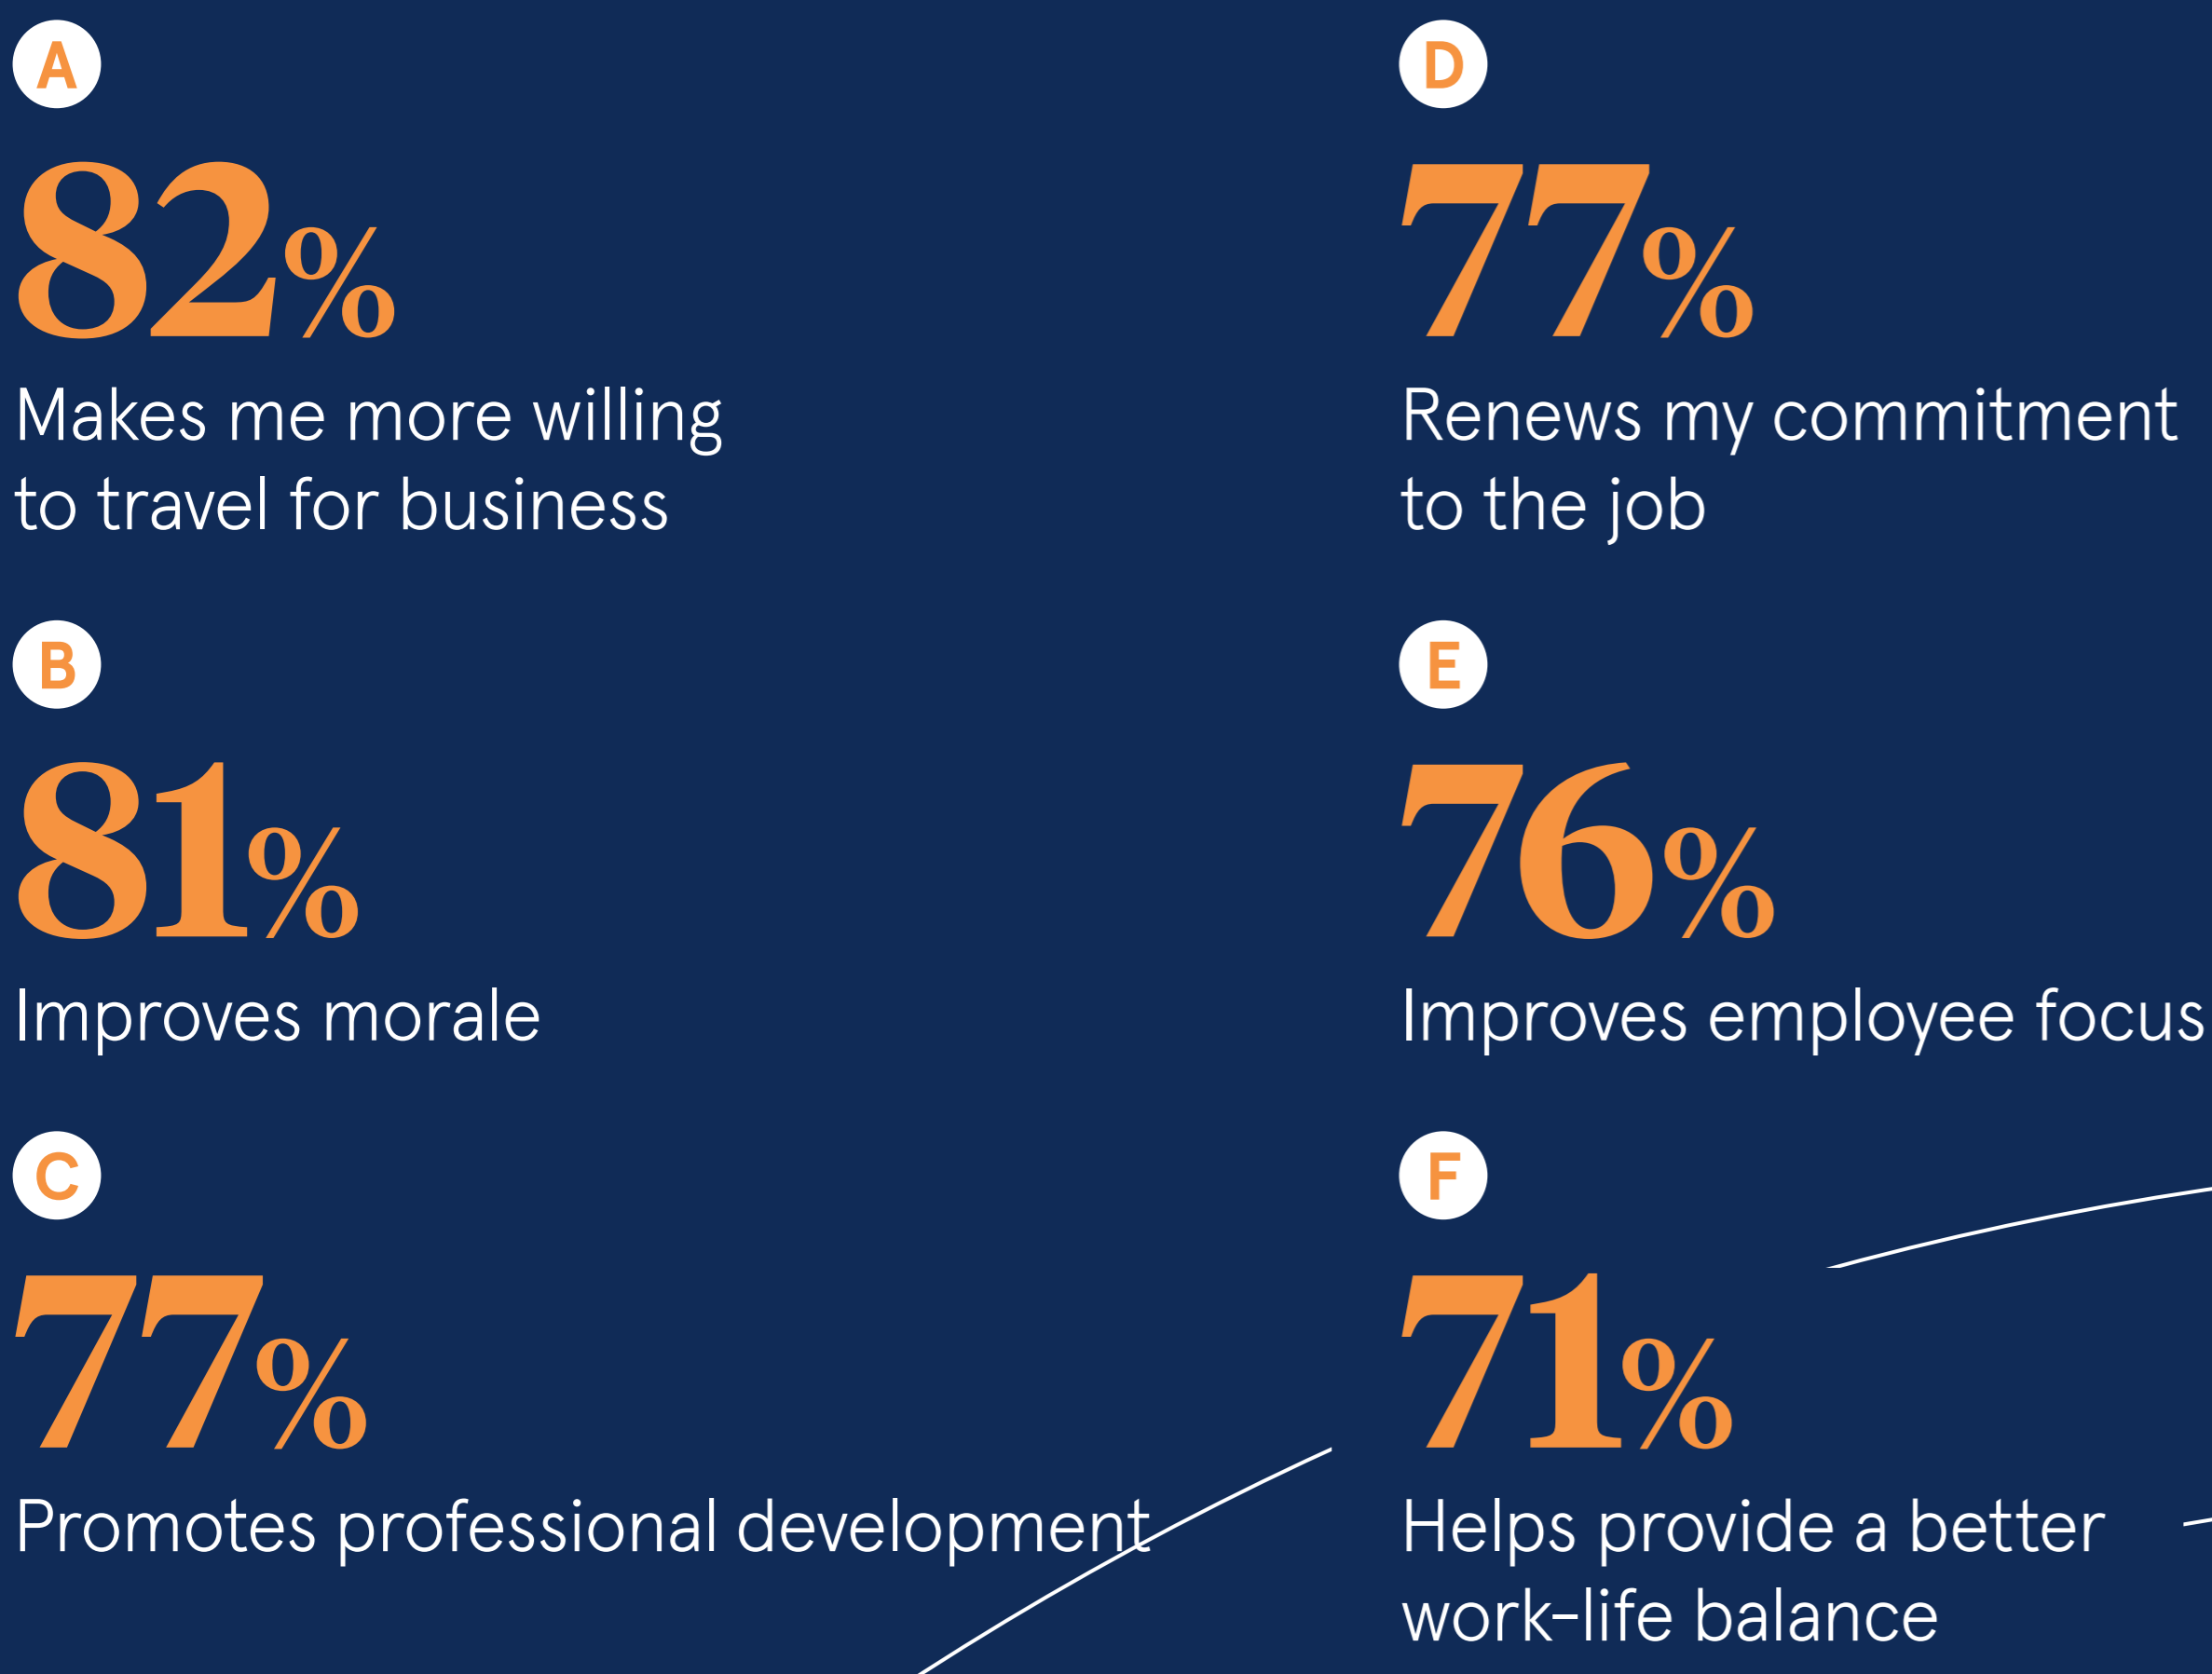 A
82%
Makes me more willing
to travel for business
B
81%
Improves morale
C
77%
Promotes professional development
D
77%
Renews my commitment
to the job
E
76%
Improves employee focus
F
71%
Helps provide a better
work-life balance